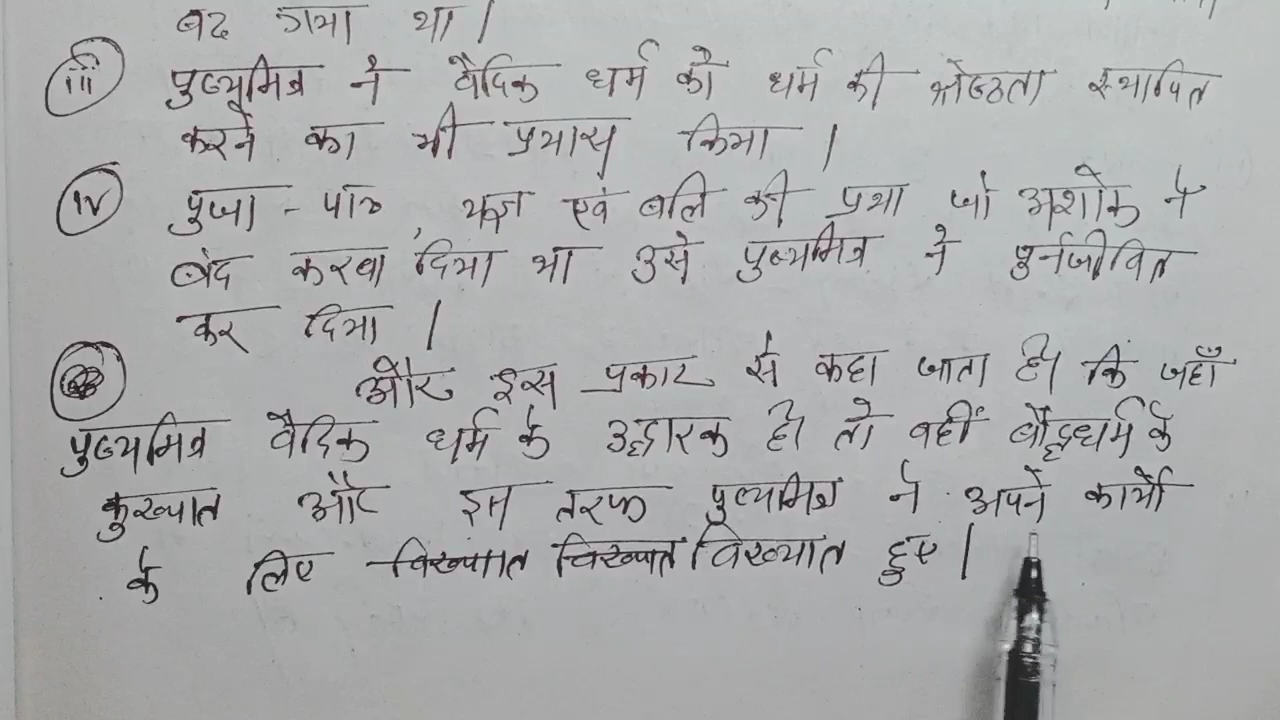 बढ़ गया था |
(iii) पुष्यमित्र ने वैदिक धर्म को धर्म की श्रेष्ठता स्थापित
करने का भी प्रयास किया |
(iv) पुजा - पाठ, यज्ञ एवं बलि की प्रथा जो अशोक ने
बंद करवा दिया था उसे पुष्यमित्र ने पुर्नजीवित
कर दिया |
और इस प्रकार से कहा जाता है। कि जहाँ
पुष्यमित्र वैदिक धर्म के उद्धारक है। तो वहीं बौद्धधर्म के
कुख्यात और इस तरफ पुष्यमित्र ने अपने कार्यो
के लिए विख्यात विख्यात विख्यात हुए |